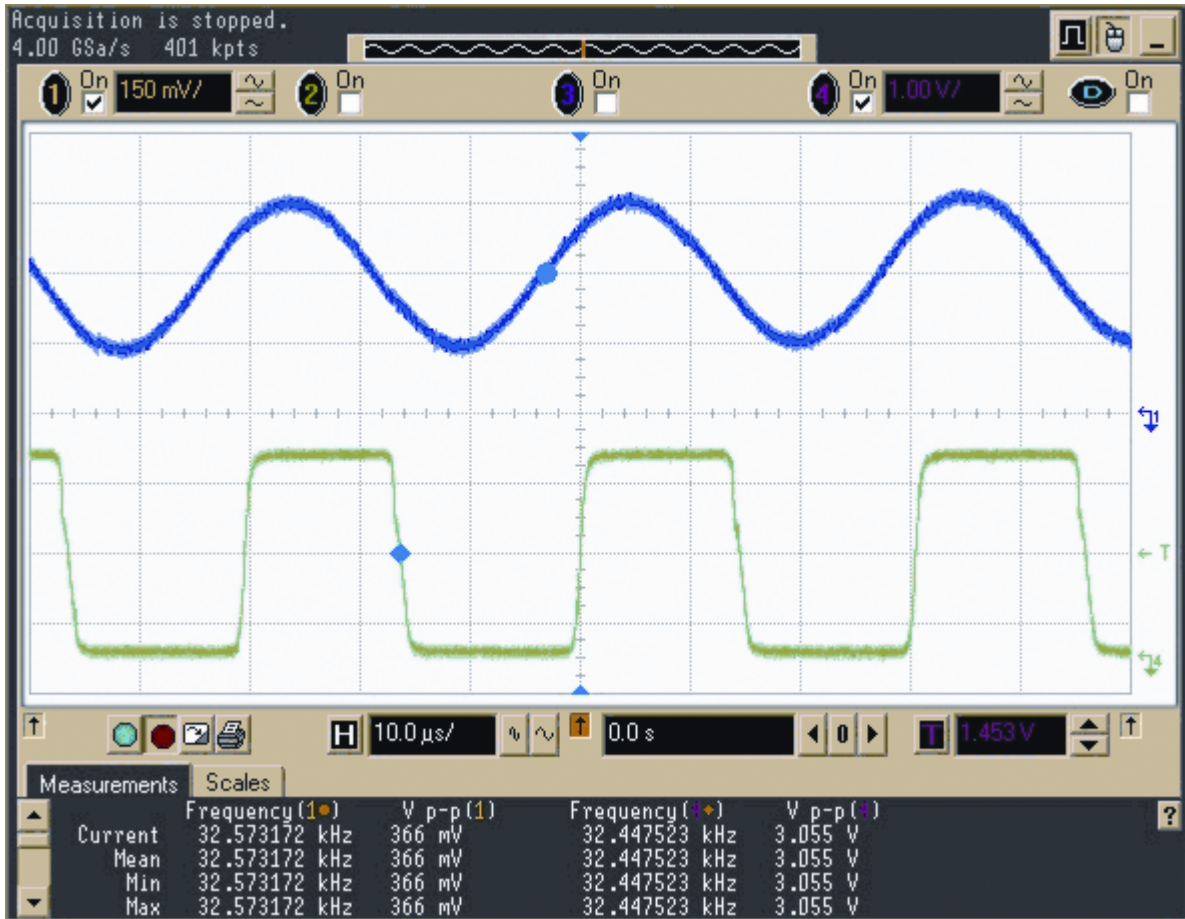 Acquisition is stopped.
4.00 GSa/s 401 kpts
1 On 150 mV/ 2 On 3 On 4 On 1.00 V/ D On
1
T
4
H 10.0 µs/ 0.0 s 0 T 1.453 V
Measurements Scales
Frequency(1) V p-p(1) Frequency(4) V p-p(4) ?
Current 32.573172 kHz 366 mV 32.447523 kHz 3.055 V
Mean 32.573172 kHz 366 mV 32.447523 kHz 3.055 V
Min 32.573172 kHz 366 mV 32.447523 kHz 3.055 V
Max 32.573172 kHz 366 mV 32.447523 kHz 3.055 V